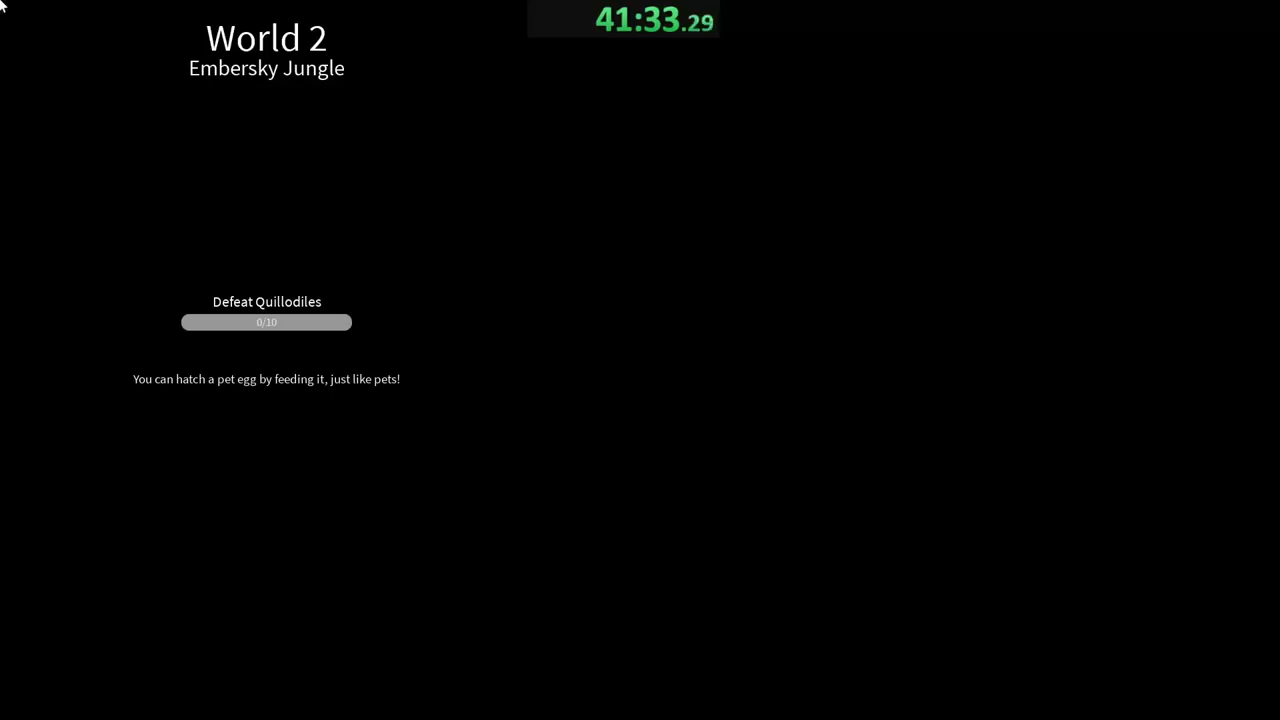 41:33.29
World 2
Embersky Jungle
Defeat Quillodiles
0/10
You can hatch a pet egg by feeding it, just like pets!